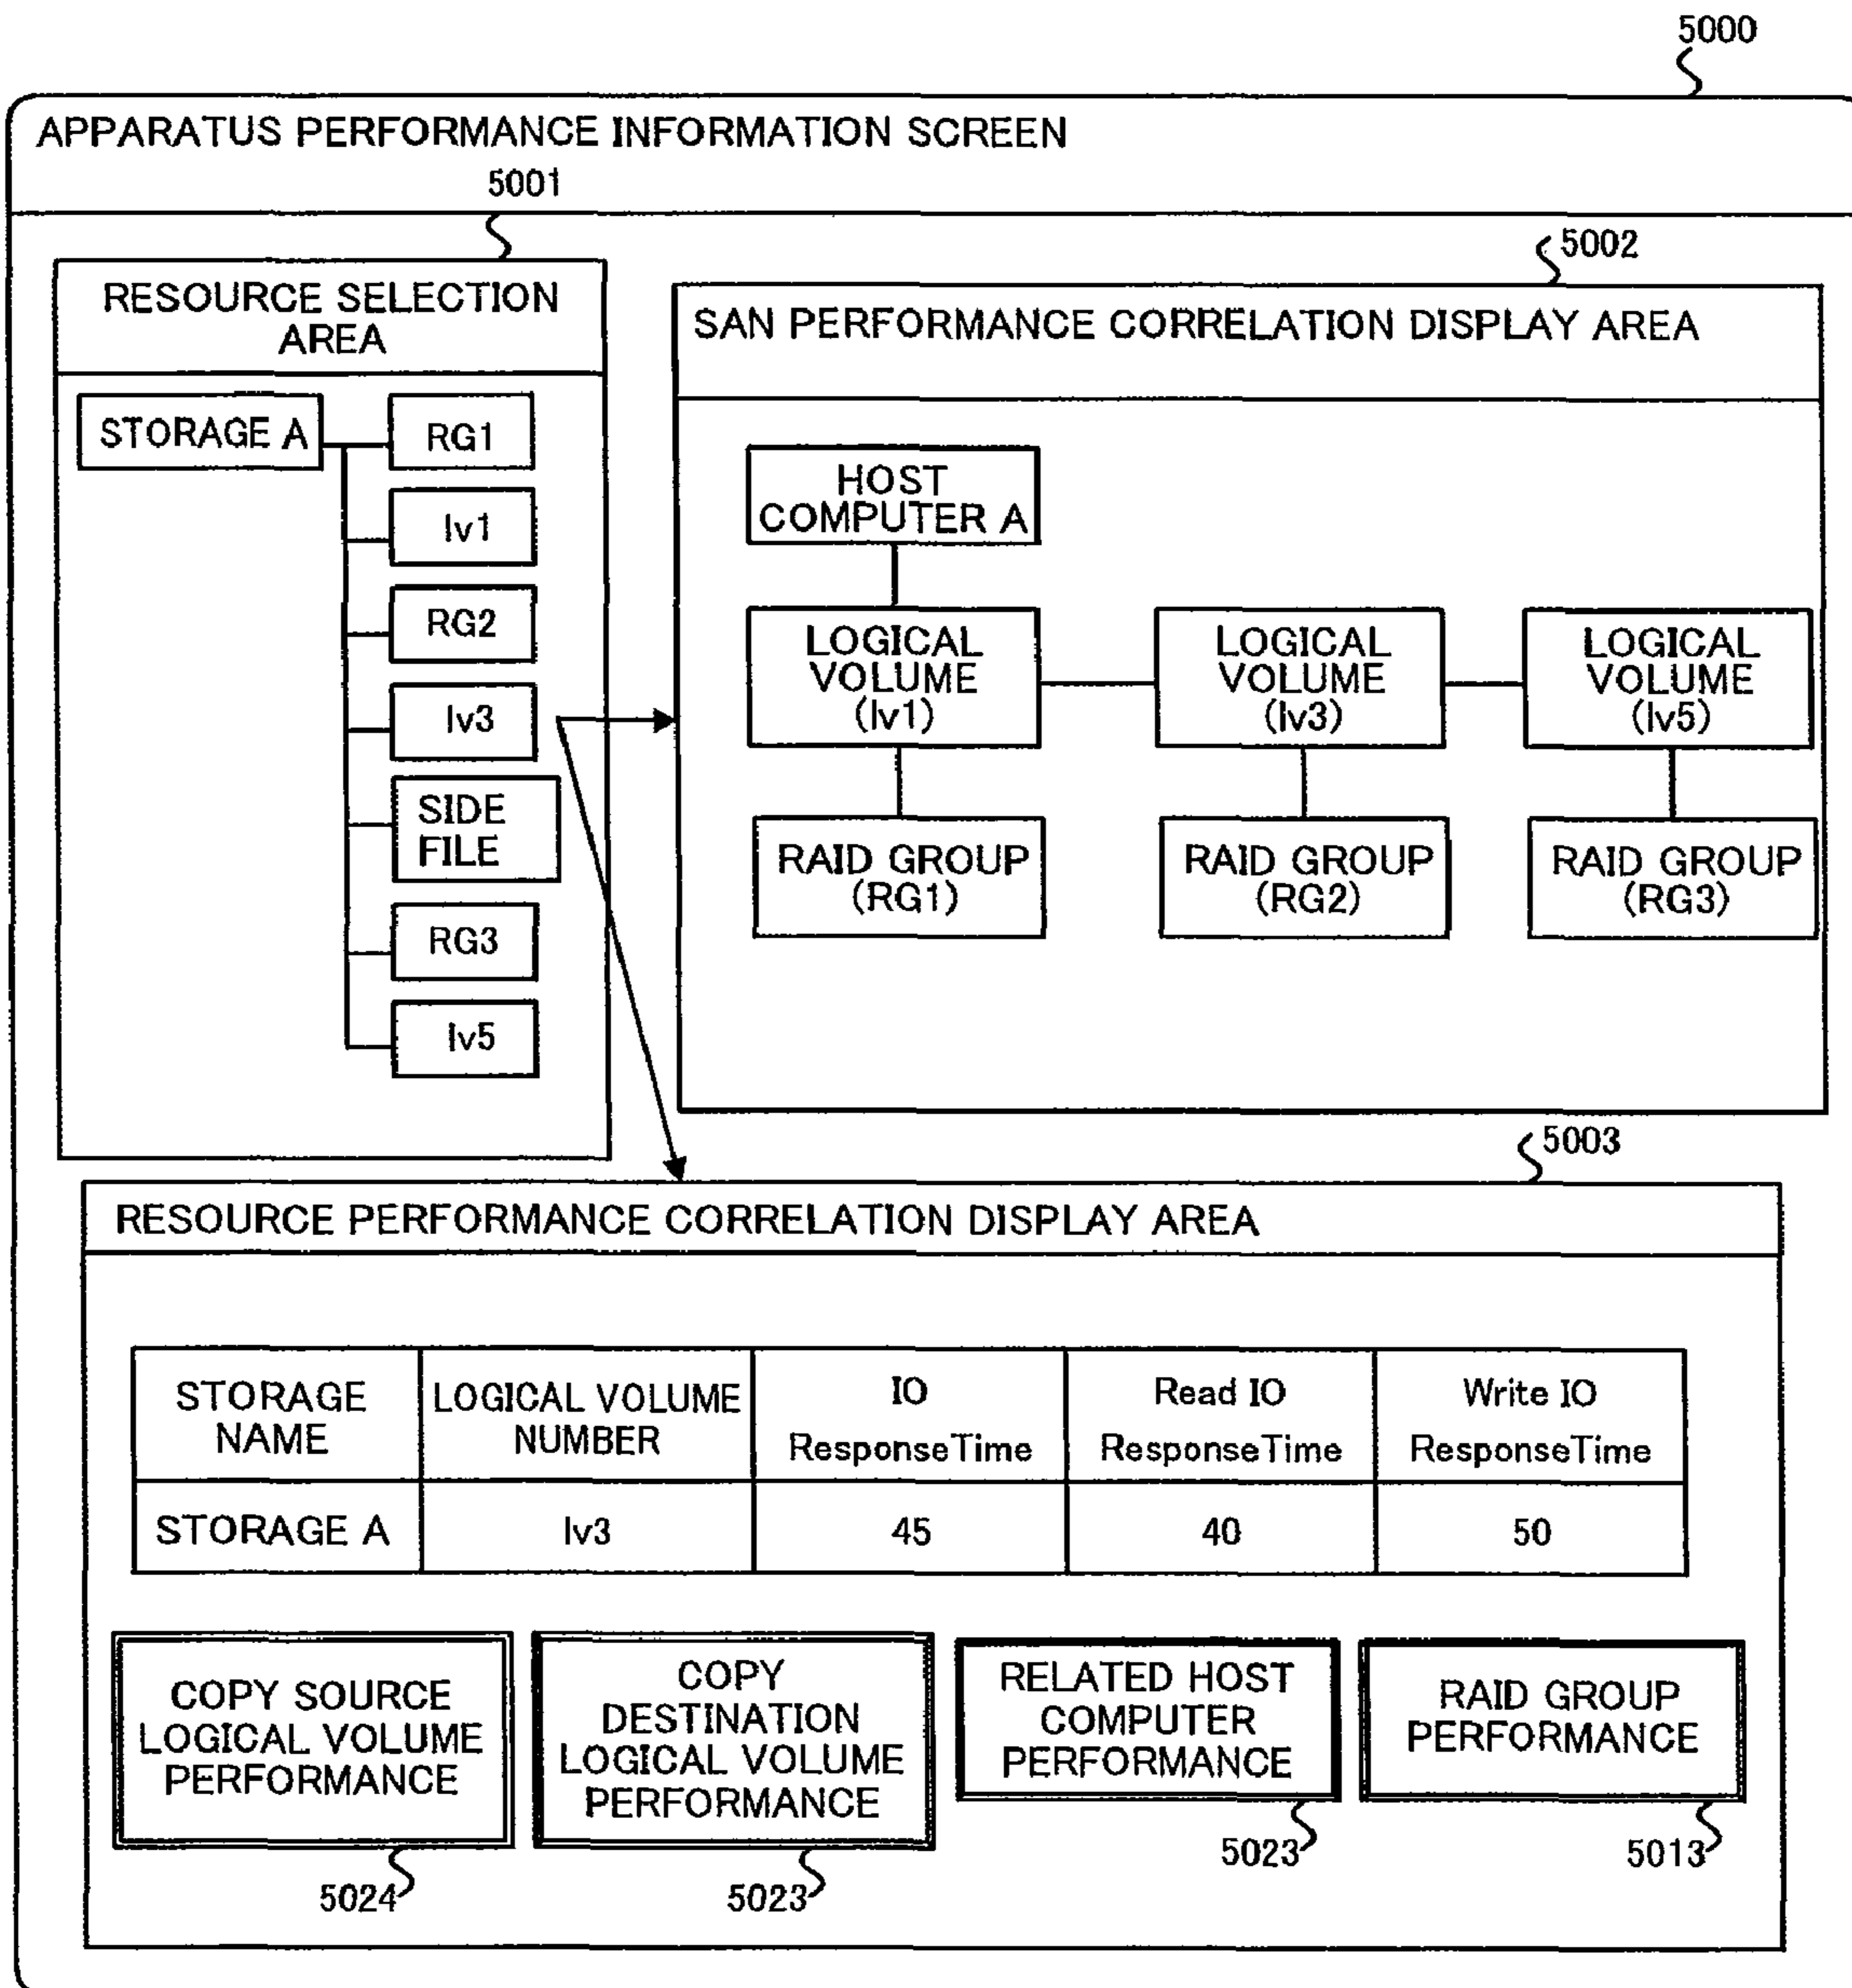 5000
APPARATUS PERFORMANCE INFORMATION SCREEN
5001
RESOURCE SELECTION
AREA
STORAGE A
RG1
lv1
RG2
lv3
SIDE
FILE
RG3
lv5
5002
SAN PERFORMANCE CORRELATION DISPLAY AREA
HOST
COMPUTER A
LOGICAL
VOLUME
(lv1)
LOGICAL
VOLUME
(lv3)
LOGICAL
VOLUME
(lv5)
RAID GROUP
(RG1)
RAID GROUP
(RG2)
RAID GROUP
(RG3)
5003
RESOURCE PERFORMANCE CORRELATION DISPLAY AREA
STORAGE
NAME
LOGICAL VOLUME
NUMBER
IO
ResponseTime
Read IO
ResponseTime
Write IO
ResponseTime
STORAGE A
lv3
45
40
50
COPY SOURCE
LOGICAL VOLUME
PERFORMANCE
5024
COPY
DESTINATION
LOGICAL VOLUME
PERFORMANCE
5023
RELATED HOST
COMPUTER
PERFORMANCE
5023
RAID GROUP
PERFORMANCE
5013